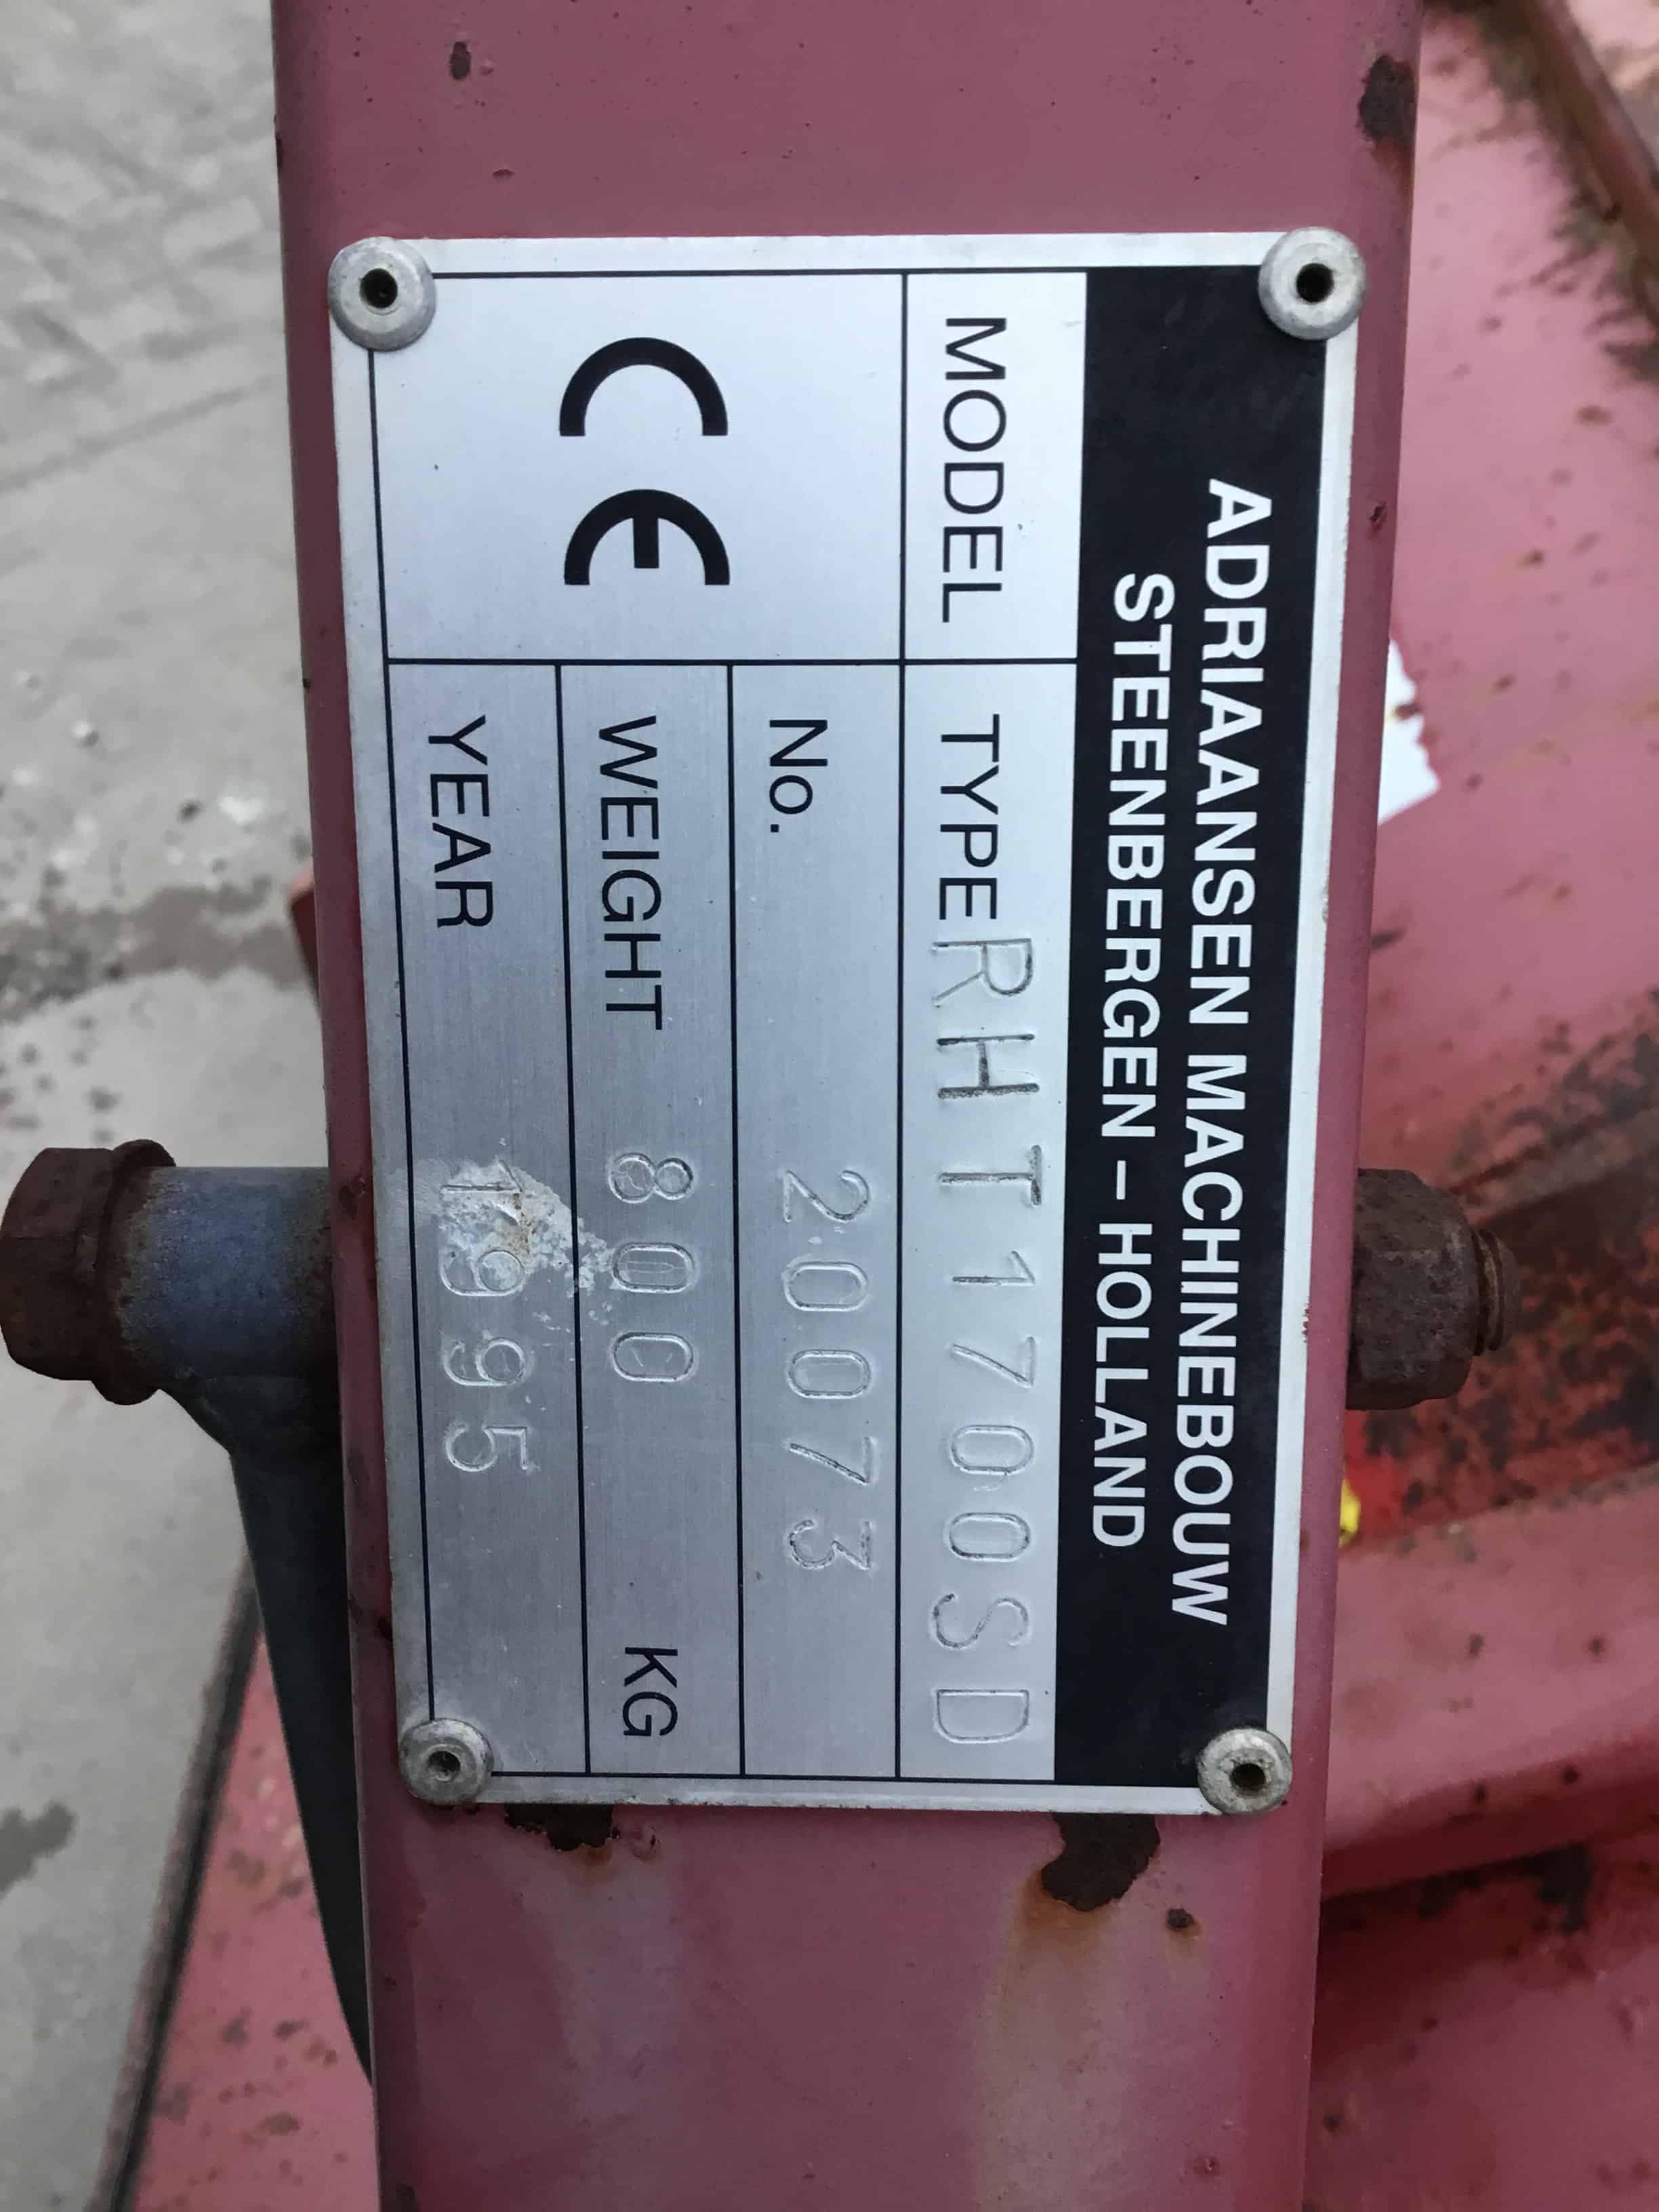 ADRIAANSEN MACHINEBOUW
STEENBERGEN – HOLLAND
MODEL TYPE RHT1700SD
CE
No. 20073
WEIGHT 800 KG
YEAR 1995